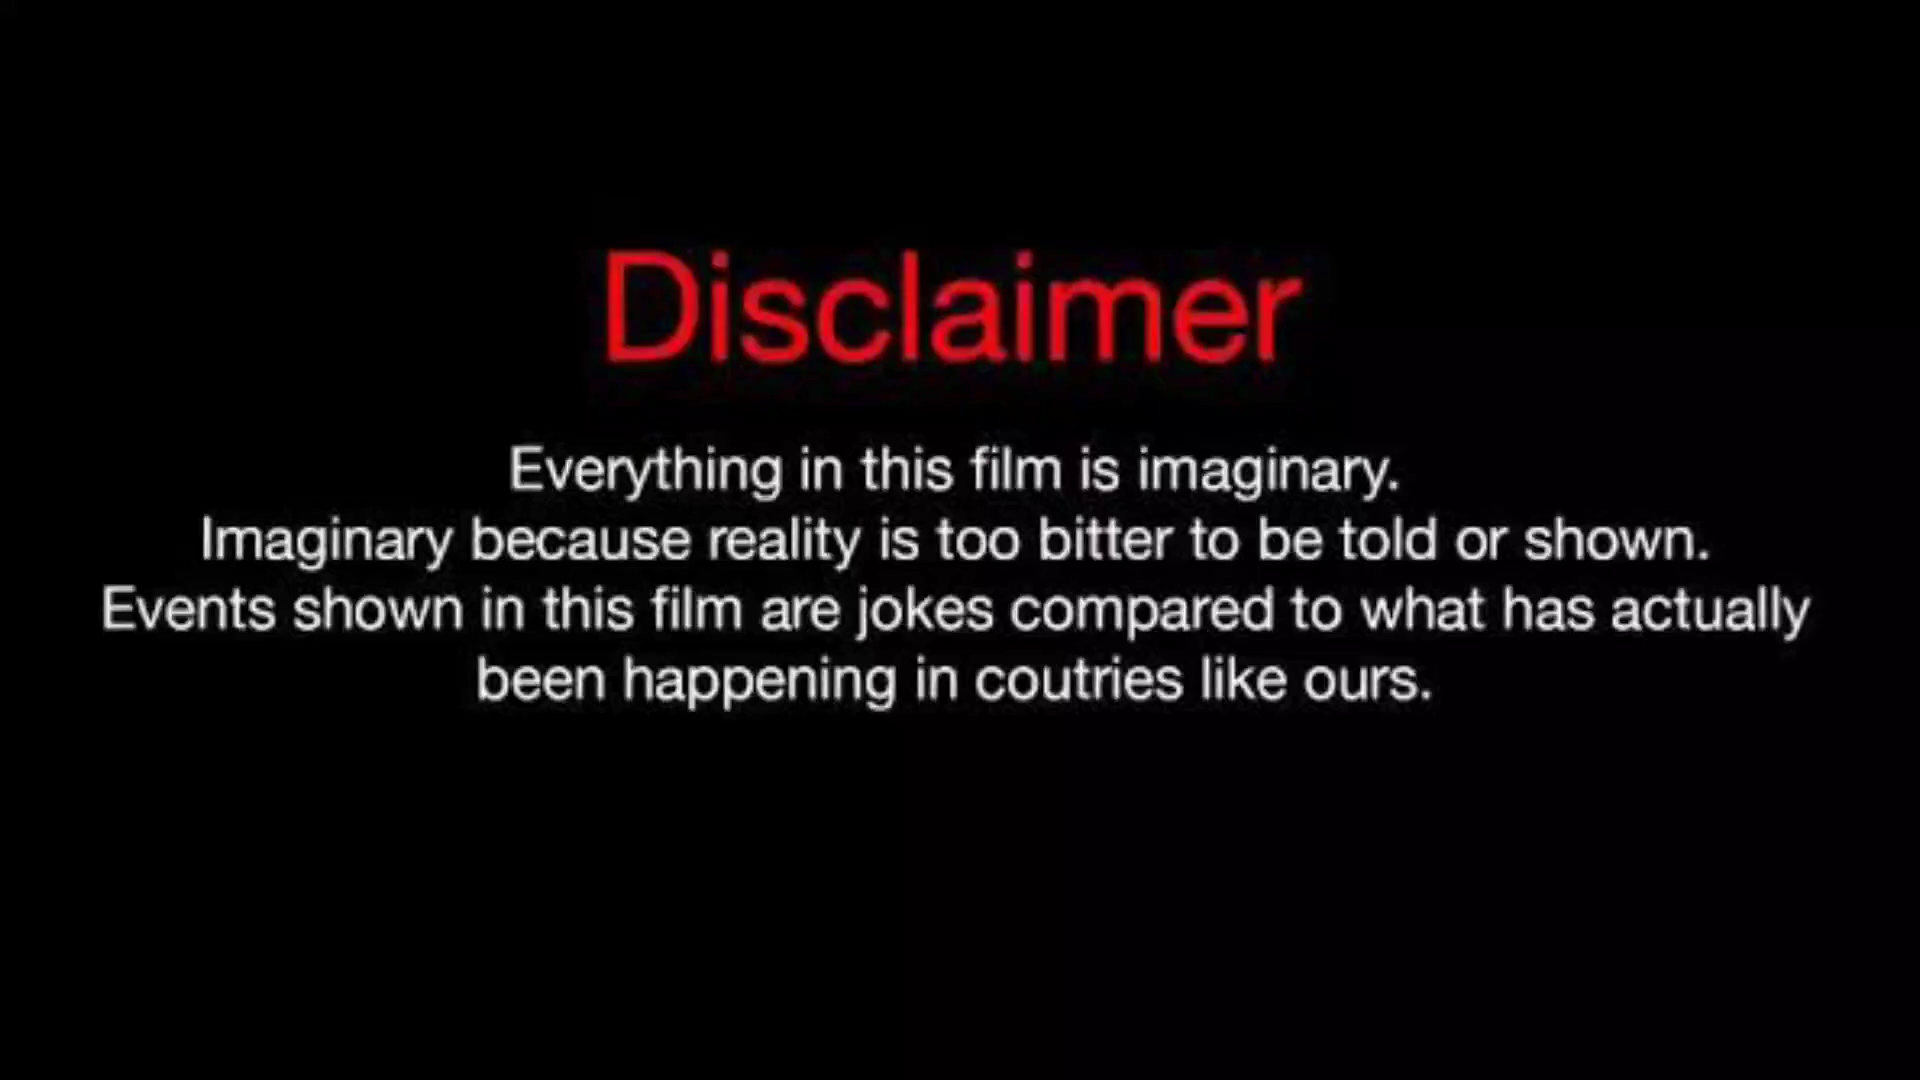 Disclaimer
Everything in this film is imaginary.
Imaginary because reality is too bitter to be told or shown.
Events shown in this film are jokes compared to what has actually
been happening in coutries like ours.